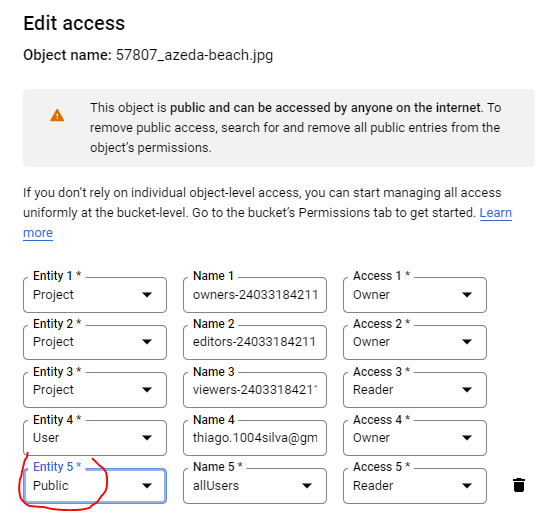 Edit access
Object name: 57807_azeda-beach.jpg
This object is public and can be accessed by anyone on the internet. To
remove public access, search for and remove all public entries from the
object's permissions.
If you don't rely on individual object-level access, you can start managing all access
uniformly at the bucket-level. Go to the bucket's Permissions tab to get started. Learn
more
Entity 1 * Name 1 Access 1 *
Project owners-24033184211 Owner
Entity 2 * Name 2 Access 2 *
Project editors-24033184211 Owner
Entity 3 * Name 3 Access 3 *
Project viewers-24033184211 Reader
Entity 4 * Name 4 Access 4 *
User thiago.1004silva@gm Owner
Entity 5 * Name 5 * Access 5 *
Public allUsers Reader